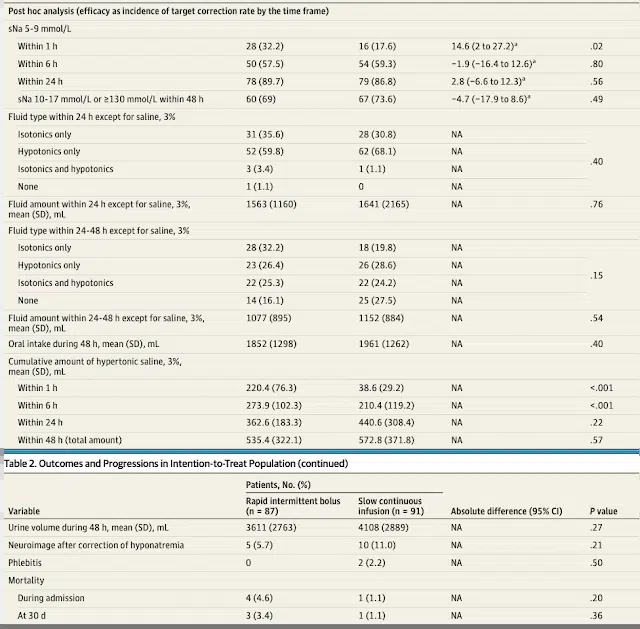 Post hoc analysis (efficacy as incidence of target correction rate by the time frame)
sNa 5-9 mmol/L
Within 1 h 28 (32.2) 16 (17.6) 14.6 (2 to 27.2)a .02
Within 6 h 50 (57.5) 54 (59.3) −1.9 (−16.4 to 12.6)a .80
Within 24 h 78 (89.7) 79 (86.8) 2.8 (−6.6 to 12.3)a .56
sNa 10-17 mmol/L or ≥130 mmol/L within 48 h 60 (69) 67 (73.6) −4.7 (−17.9 to 8.6)a .49
Fluid type within 24 h except for saline, 3%
Isotonics only 31 (35.6) 28 (30.8) NA
Hypotonics only 52 (59.8) 62 (68.1) NA
.40
Isotonics and hypotonics 3 (3.4) 1 (1.1) NA
None 1 (1.1) 0 NA
Fluid amount within 24 h except for saline, 3%, 1563 (1160) 1641 (2165) NA .76
mean (SD), mL
Fluid type within 24-48 h except for saline, 3%
Isotonics only 28 (32.2) 18 (19.8) NA
Hypotonics only 23 (26.4) 26 (28.6) NA
.15
Isotonics and hypotonics 22 (25.3) 22 (24.2) NA
None 14 (16.1) 25 (27.5) NA
Fluid amount within 24-48 h except for saline, 3%, 1077 (895) 1152 (884) NA .54
mean (SD), mL
Oral intake during 48 h, mean (SD), mL 1852 (1298) 1961 (1262) NA .40
Cumulative amount of hypertonic saline, 3%,
mean (SD), mL
Within 1 h 220.4 (76.3) 38.6 (29.2) NA <.001
Within 6 h 273.9 (102.3) 210.4 (119.2) NA <.001
Within 24 h 362.6 (183.3) 440.6 (308.4) NA .22
Within 48 h (total amount) 535.4 (322.1) 572.8 (371.8) NA .57
Table 2. Outcomes and Progressions in Intention-to-Treat Population (continued)
Patients, No. (%)
Rapid intermittent bolus Slow continuous
Variable (n = 87) infusion (n = 91) Absolute difference (95% CI) P value
Urine volume during 48 h, mean (SD), mL 3611 (2763) 4108 (2889) NA .27
Neuroimage after correction of hyponatremia 5 (5.7) 10 (11.0) NA .21
Phlebitis 0 2 (2.2) NA .50
Mortality
During admission 4 (4.6) 1 (1.1) NA .20
At 30 d 3 (3.4) 1 (1.1) NA .36